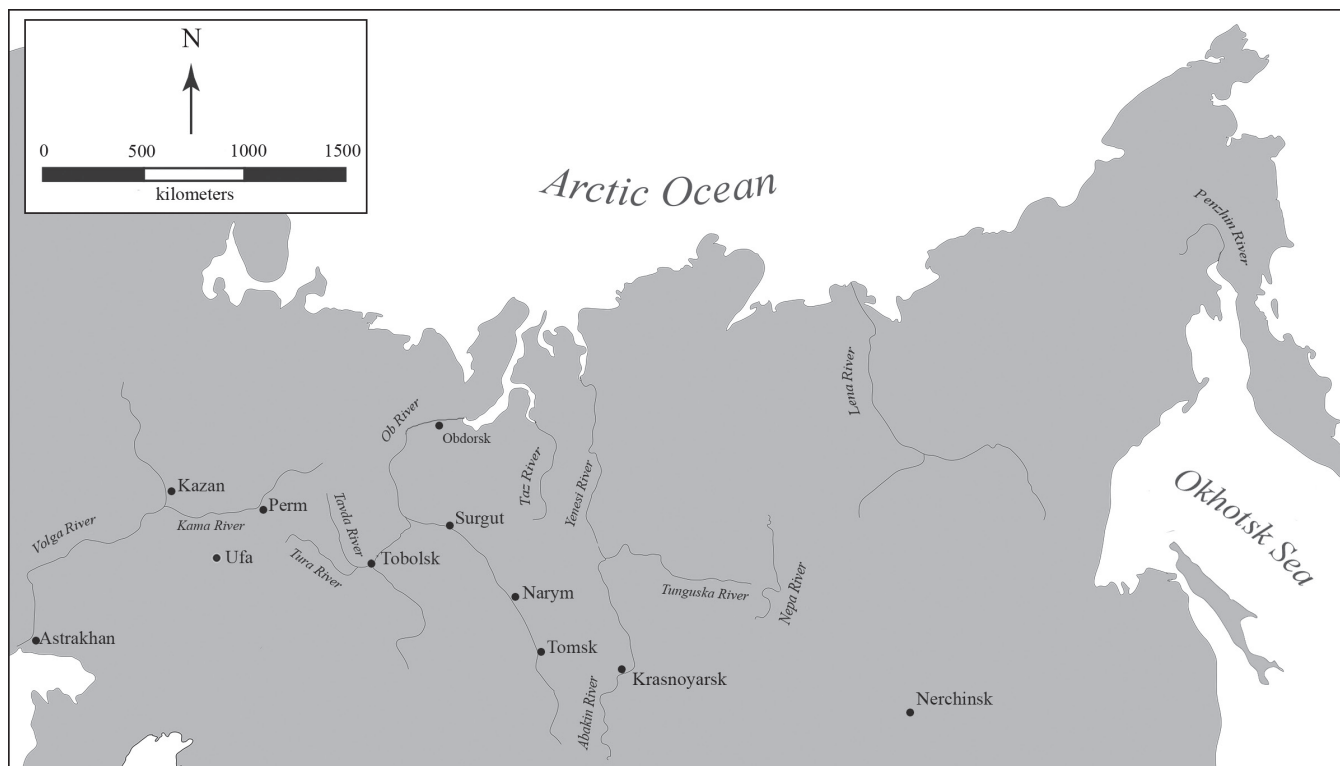 N
0 500 1000 1500
kilometers
Arctic Ocean
Penzhin River
Lena River
Ob River
Obdorsk
Taz River
Yenesi River
Kazan
Perm
Kama River
Volga River
Tavda River
Surgut
Okhotsk Sea
Ufa
Tura River
Tobolsk
Narym
Tunguska River
Nepa River
Astrakhan
Tomsk
Krasnoyarsk
Abakin River
Nerchinsk